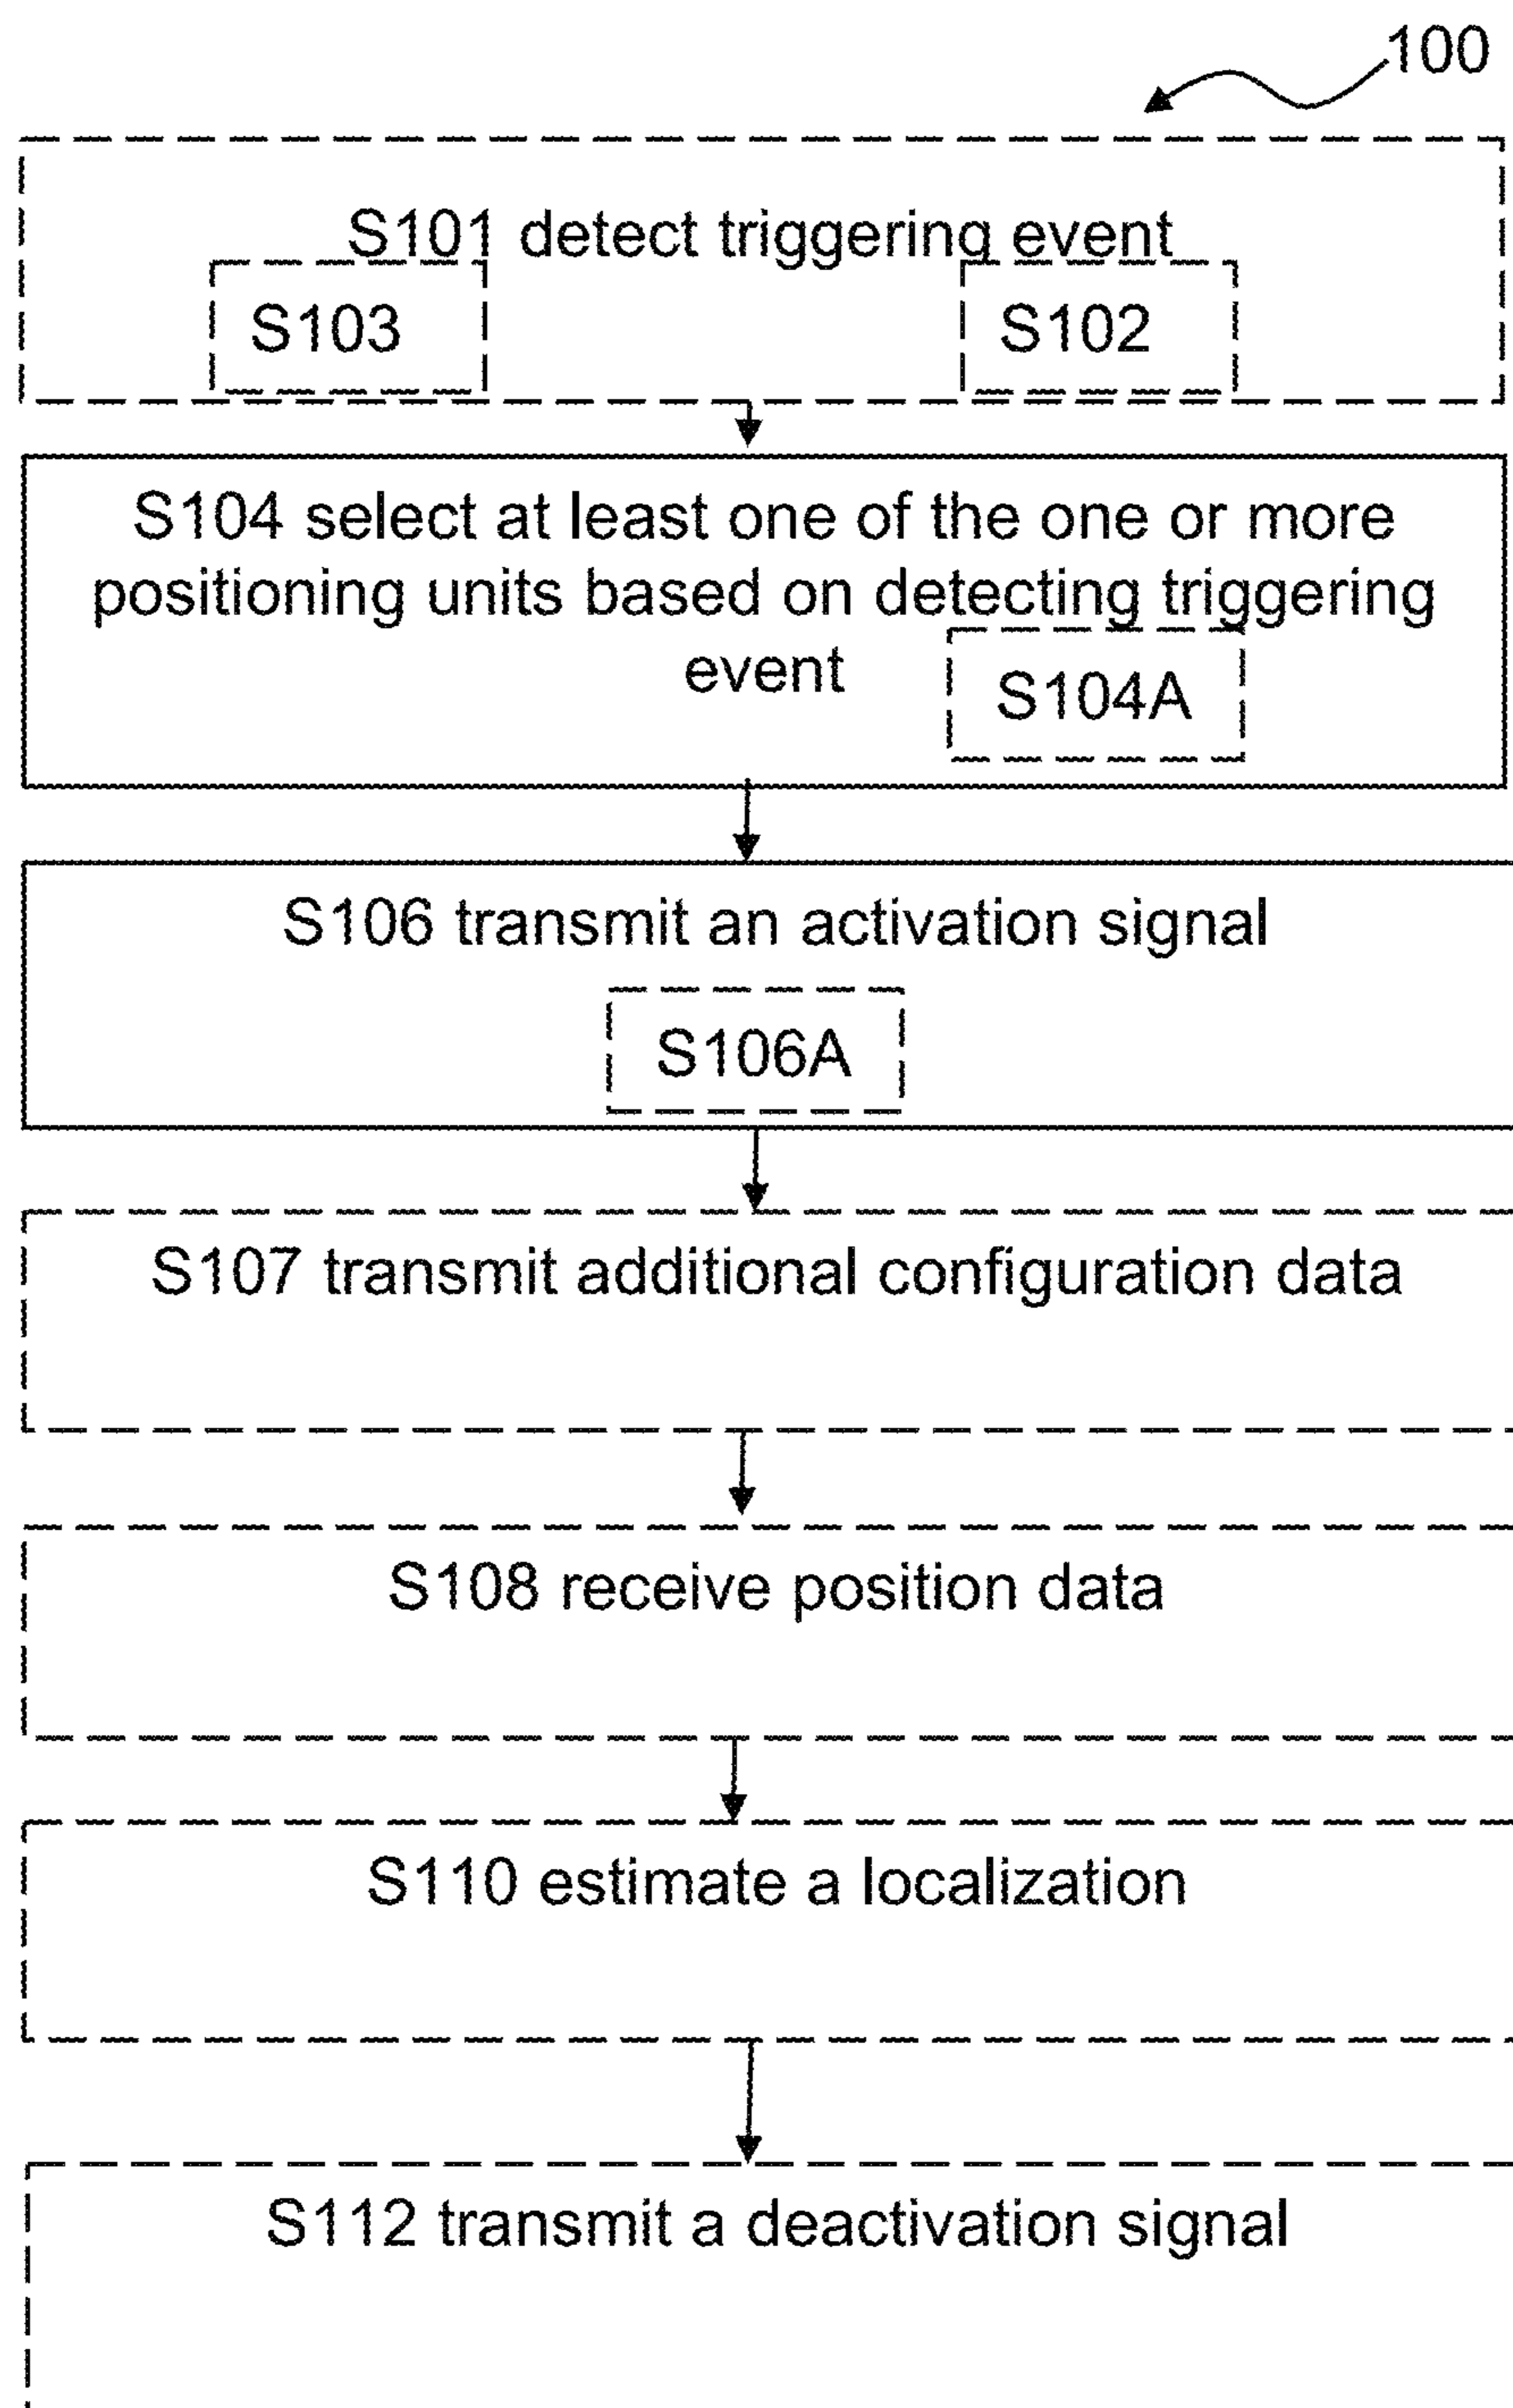 100
S101 detect triggering event
S103
S102
S104 select at least one of the one or more
positioning units based on detecting triggering
event
S104A
S106 transmit an activation signal
S106A
S107 transmit additional configuration data
S108 receive position data
S110 estimate a localization
S112 transmit a deactivation signal